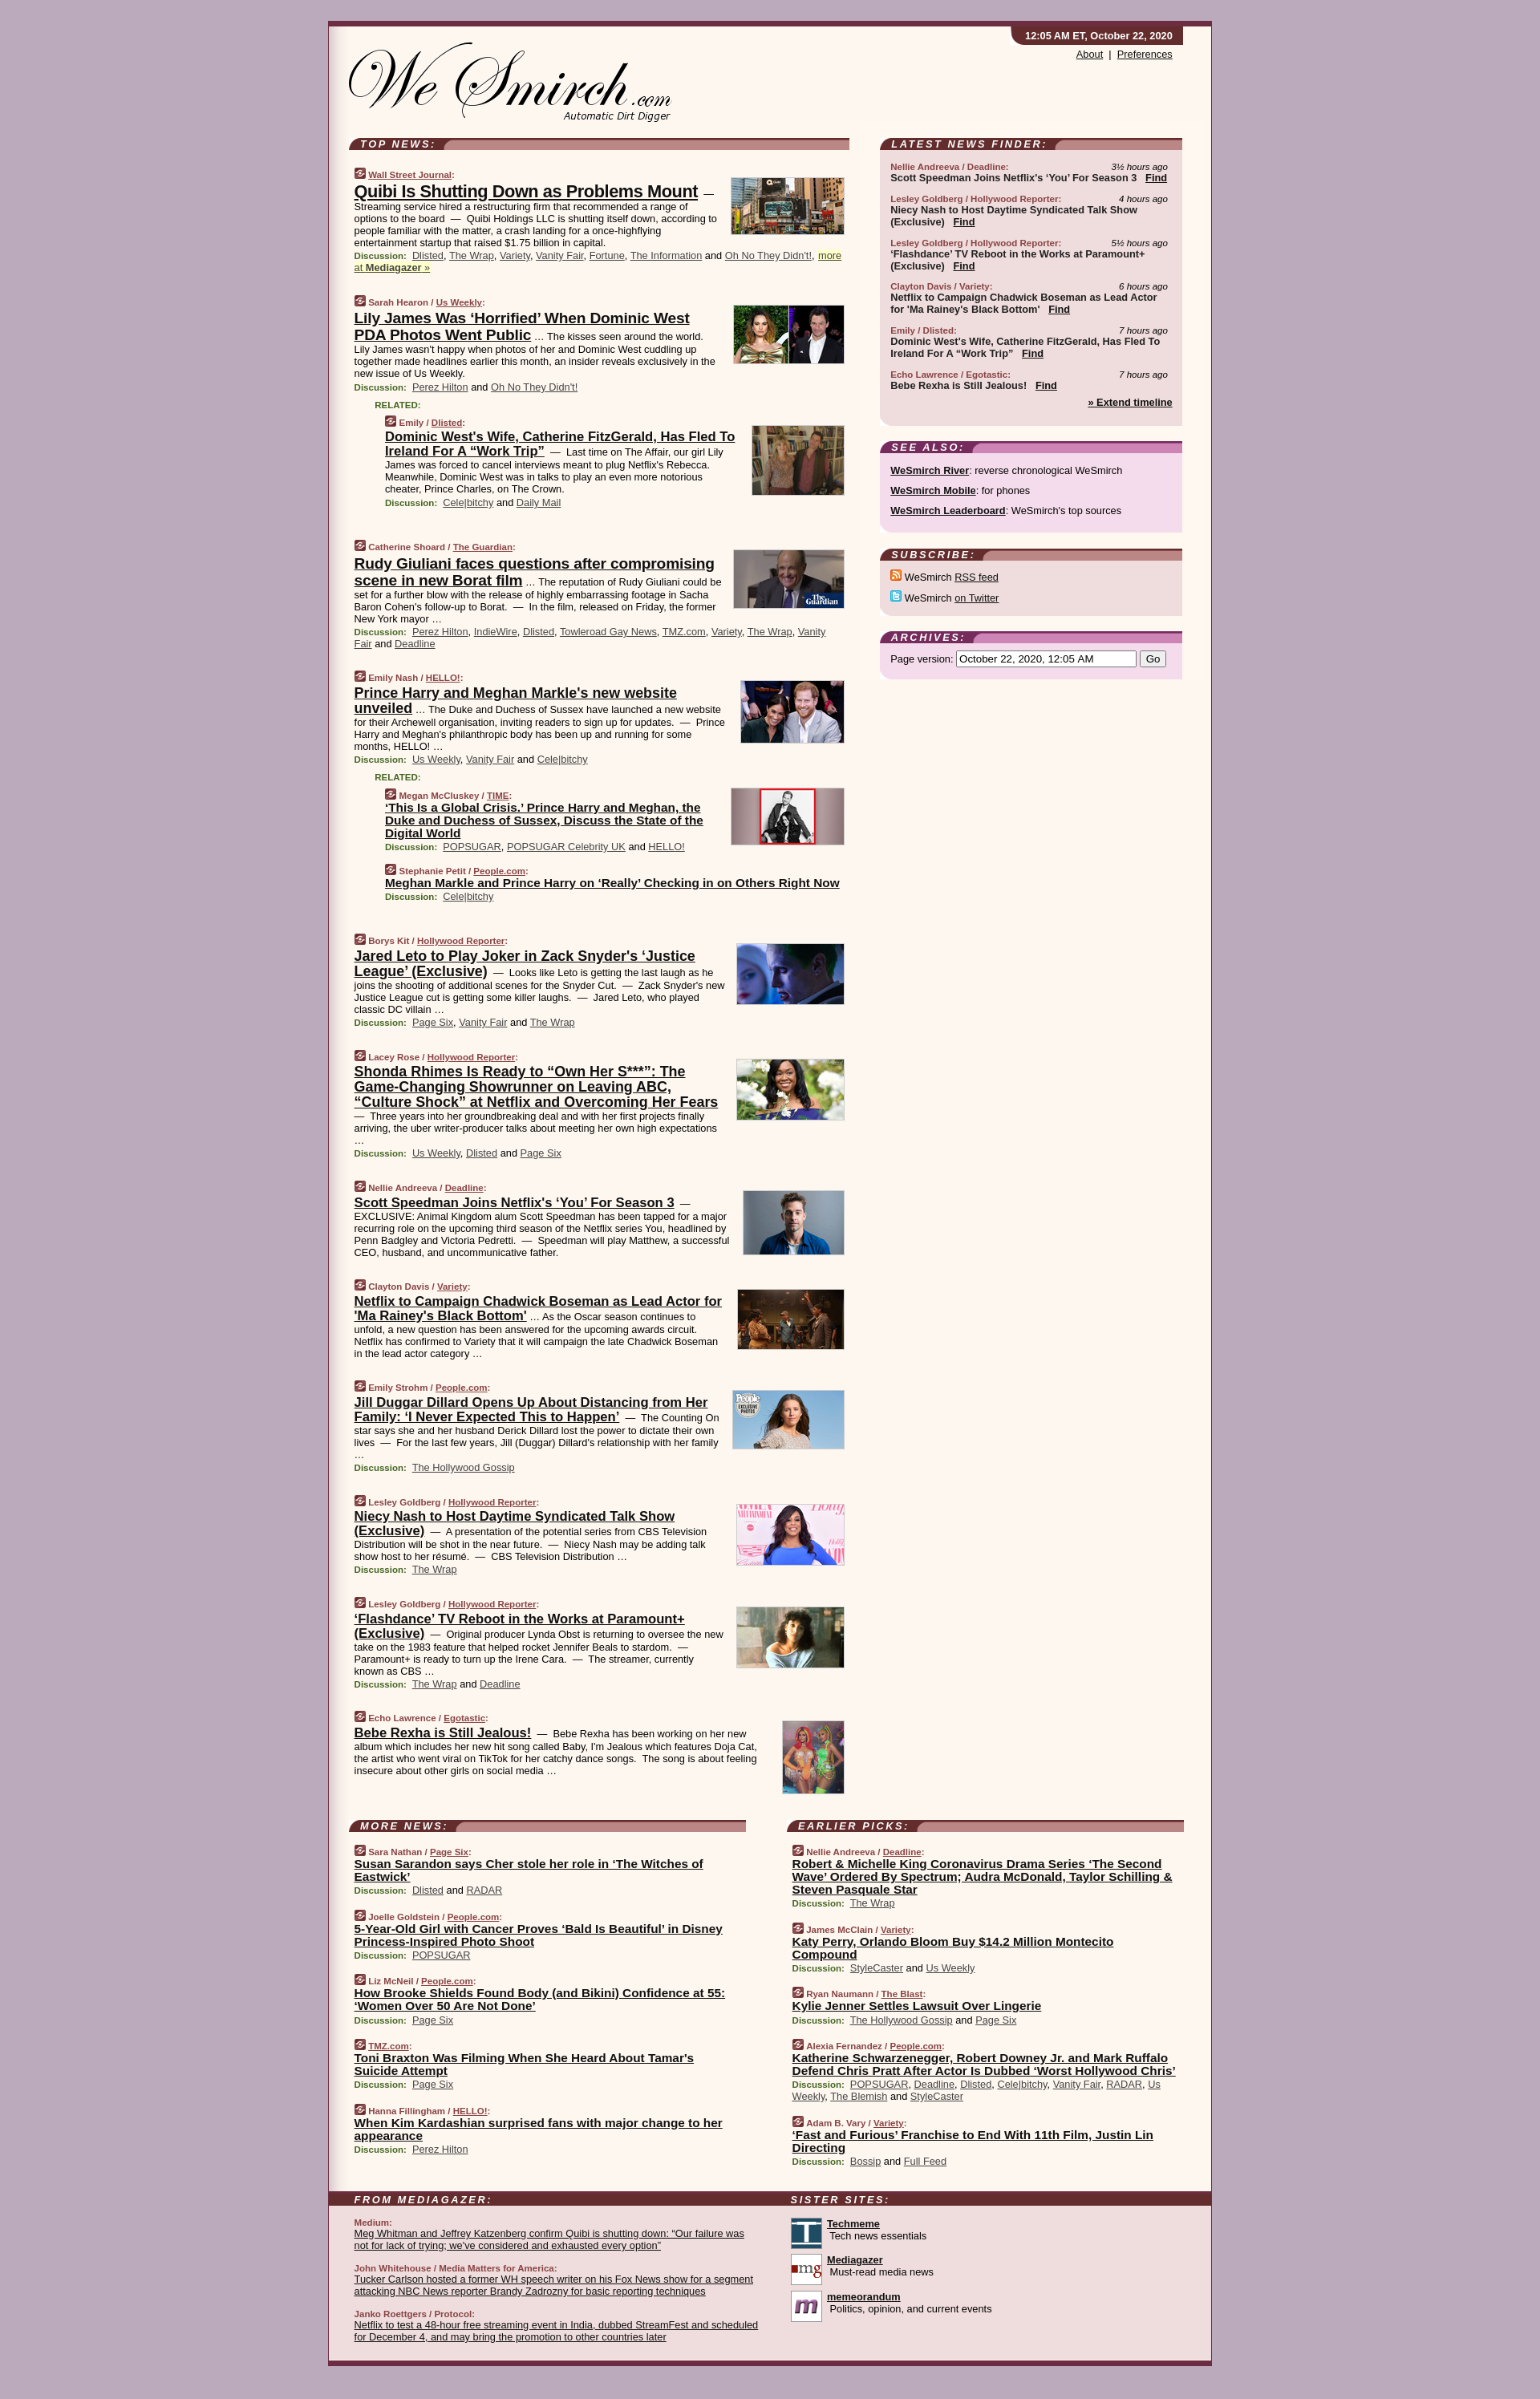 12:05 AM ET, October 22, 2020
About | Preferences
We Smirch.com
Automatic Dirt Digger
TOP NEWS:
Wall Street Journal:
Quibi Is Shutting Down as Problems Mount —
Streaming service hired a restructuring firm that recommended a range of
options to the board — Quibi Holdings LLC is shutting itself down, according to
people familiar with the matter, a crash landing for a once-highflying
entertainment startup that raised $1.75 billion in capital.
Discussion: Dlisted, The Wrap, Variety, Vanity Fair, Fortune, The Information and Oh No They Didn't!, more
at Mediagazer »
Sarah Hearon / Us Weekly:
Lily James Was ‘Horrified’ When Dominic West
PDA Photos Went Public … The kisses seen around the world.
Lily James wasn't happy when photos of her and Dominic West cuddling up
together made headlines earlier this month, an insider reveals exclusively in the
new issue of Us Weekly.
Discussion: Perez Hilton and Oh No They Didn't!
RELATED:
Emily / Dlisted:
Dominic West's Wife, Catherine FitzGerald, Has Fled To
Ireland For A “Work Trip” — Last time on The Affair, our girl Lily
James was forced to cancel interviews meant to plug Netflix's Rebecca.
Meanwhile, Dominic West was in talks to play an even more notorious
cheater, Prince Charles, on The Crown.
Discussion: Cele|bitchy and Daily Mail
Catherine Shoard / The Guardian:
Rudy Giuliani faces questions after compromising
scene in new Borat film … The reputation of Rudy Giuliani could be
set for a further blow with the release of highly embarrassing footage in Sacha
Baron Cohen's follow-up to Borat. — In the film, released on Friday, the former
New York mayor …
The Guardian
Discussion: Perez Hilton, IndieWire, Dlisted, Towleroad Gay News, TMZ.com, Variety, The Wrap, Vanity
Fair and Deadline
Emily Nash / HELLO!:
Prince Harry and Meghan Markle's new website
unveiled … The Duke and Duchess of Sussex have launched a new website
for their Archewell organisation, inviting readers to sign up for updates. — Prince
Harry and Meghan's philanthropic body has been up and running for some
months, HELLO! …
Discussion: Us Weekly, Vanity Fair and Cele|bitchy
RELATED:
Megan McCluskey / TIME:
‘This Is a Global Crisis.’ Prince Harry and Meghan, the
Duke and Duchess of Sussex, Discuss the State of the
Digital World
Discussion: POPSUGAR, POPSUGAR Celebrity UK and HELLO!
Stephanie Petit / People.com:
Meghan Markle and Prince Harry on ‘Really’ Checking in on Others Right Now
Discussion: Cele|bitchy
Borys Kit / Hollywood Reporter:
Jared Leto to Play Joker in Zack Snyder's ‘Justice
League’ (Exclusive) — Looks like Leto is getting the last laugh as he
joins the shooting of additional scenes for the Snyder Cut. — Zack Snyder's new
Justice League cut is getting some killer laughs. — Jared Leto, who played
classic DC villain …
Discussion: Page Six, Vanity Fair and The Wrap
Lacey Rose / Hollywood Reporter:
Shonda Rhimes Is Ready to “Own Her S***”: The
Game-Changing Showrunner on Leaving ABC,
“Culture Shock” at Netflix and Overcoming Her Fears
— Three years into her groundbreaking deal and with her first projects finally
arriving, the uber writer-producer talks about meeting her own high expectations
…
Discussion: Us Weekly, Dlisted and Page Six
Nellie Andreeva / Deadline:
Scott Speedman Joins Netflix's ‘You’ For Season 3 —
EXCLUSIVE: Animal Kingdom alum Scott Speedman has been tapped for a major
recurring role on the upcoming third season of the Netflix series You, headlined by
Penn Badgley and Victoria Pedretti. — Speedman will play Matthew, a successful
CEO, husband, and uncommunicative father.
Clayton Davis / Variety:
Netflix to Campaign Chadwick Boseman as Lead Actor for
'Ma Rainey's Black Bottom' … As the Oscar season continues to
unfold, a new question has been answered for the upcoming awards circuit.
Netflix has confirmed to Variety that it will campaign the late Chadwick Boseman
in the lead actor category …
Emily Strohm / People.com:
Jill Duggar Dillard Opens Up About Distancing from Her
Family: ‘I Never Expected This to Happen’ — The Counting On
star says she and her husband Derick Dillard lost the power to dictate their own
lives — For the last few years, Jill (Duggar) Dillard's relationship with her family
…
People
EXCLUSIVE
PHOTOS
Discussion: The Hollywood Gossip
Lesley Goldberg / Hollywood Reporter:
Niecy Nash to Host Daytime Syndicated Talk Show
(Exclusive) — A presentation of the potential series from CBS Television
Distribution will be shot in the near future. — Niecy Nash may be adding talk
show host to her résumé. — CBS Television Distribution …
Discussion: The Wrap
Lesley Goldberg / Hollywood Reporter:
‘Flashdance’ TV Reboot in the Works at Paramount+
(Exclusive) — Original producer Lynda Obst is returning to oversee the new
take on the 1983 feature that helped rocket Jennifer Beals to stardom. —
Paramount+ is ready to turn up the Irene Cara. — The streamer, currently
known as CBS …
Discussion: The Wrap and Deadline
Echo Lawrence / Egotastic:
Bebe Rexha is Still Jealous! — Bebe Rexha has been working on her new
album which includes her new hit song called Baby, I'm Jealous which features Doja Cat,
the artist who went viral on TikTok for her catchy dance songs. The song is about feeling
insecure about other girls on social media …
LATEST NEWS FINDER:
Nellie Andreeva / Deadline: 3½ hours ago
Scott Speedman Joins Netflix's ‘You’ For Season 3 Find
Lesley Goldberg / Hollywood Reporter: 4 hours ago
Niecy Nash to Host Daytime Syndicated Talk Show
(Exclusive) Find
Lesley Goldberg / Hollywood Reporter: 5½ hours ago
‘Flashdance’ TV Reboot in the Works at Paramount+
(Exclusive) Find
Clayton Davis / Variety: 6 hours ago
Netflix to Campaign Chadwick Boseman as Lead Actor
for 'Ma Rainey's Black Bottom' Find
Emily / Dlisted: 7 hours ago
Dominic West's Wife, Catherine FitzGerald, Has Fled To
Ireland For A “Work Trip” Find
Echo Lawrence / Egotastic: 7 hours ago
Bebe Rexha is Still Jealous! Find
» Extend timeline
SEE ALSO:
WeSmirch River: reverse chronological WeSmirch
WeSmirch Mobile: for phones
WeSmirch Leaderboard: WeSmirch's top sources
SUBSCRIBE:
WeSmirch RSS feed
WeSmirch on Twitter
ARCHIVES:
Page version: October 22, 2020, 12:05 AM Go
MORE NEWS:
Sara Nathan / Page Six:
Susan Sarandon says Cher stole her role in ‘The Witches of
Eastwick’
Discussion: Dlisted and RADAR
Joelle Goldstein / People.com:
5-Year-Old Girl with Cancer Proves ‘Bald Is Beautiful’ in Disney
Princess-Inspired Photo Shoot
Discussion: POPSUGAR
Liz McNeil / People.com:
How Brooke Shields Found Body (and Bikini) Confidence at 55:
‘Women Over 50 Are Not Done’
Discussion: Page Six
TMZ.com:
Toni Braxton Was Filming When She Heard About Tamar's
Suicide Attempt
Discussion: Page Six
Hanna Fillingham / HELLO!:
When Kim Kardashian surprised fans with major change to her
appearance
Discussion: Perez Hilton
EARLIER PICKS:
Nellie Andreeva / Deadline:
Robert & Michelle King Coronavirus Drama Series ‘The Second
Wave’ Ordered By Spectrum; Audra McDonald, Taylor Schilling &
Steven Pasquale Star
Discussion: The Wrap
James McClain / Variety:
Katy Perry, Orlando Bloom Buy $14.2 Million Montecito
Compound
Discussion: StyleCaster and Us Weekly
Ryan Naumann / The Blast:
Kylie Jenner Settles Lawsuit Over Lingerie
Discussion: The Hollywood Gossip and Page Six
Alexia Fernandez / People.com:
Katherine Schwarzenegger, Robert Downey Jr. and Mark Ruffalo
Defend Chris Pratt After Actor Is Dubbed ‘Worst Hollywood Chris’
Discussion: POPSUGAR, Deadline, Dlisted, Cele|bitchy, Vanity Fair, RADAR, Us
Weekly, The Blemish and StyleCaster
Adam B. Vary / Variety:
‘Fast and Furious’ Franchise to End With 11th Film, Justin Lin
Directing
Discussion: Bossip and Full Feed
FROM MEDIAGAZER:
Medium:
Meg Whitman and Jeffrey Katzenberg confirm Quibi is shutting down: “Our failure was
not for lack of trying; we've considered and exhausted every option”
John Whitehouse / Media Matters for America:
Tucker Carlson hosted a former WH speech writer on his Fox News show for a segment
attacking NBC News reporter Brandy Zadrozny for basic reporting techniques
Janko Roettgers / Protocol:
Netflix to test a 48-hour free streaming event in India, dubbed StreamFest and scheduled
for December 4, and may bring the promotion to other countries later
SISTER SITES:
T
Techmeme
Tech news essentials
mg
Mediagazer
Must-read media news
m
memeorandum
Politics, opinion, and current events